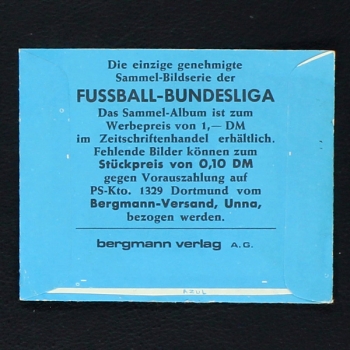 Die einzige genehmigte
Sammel-Bildserie der
FUSSBALL-BUNDESLIGA
Das Sammel-Album ist zum
Werbepreis von 1,— DM
im Zeitschriftenhandel erhältlich.
Fehlende Bilder können zum
Stückpreis von 0,10 DM
gegen Vorauszahlung auf
PS-Kto. 1329 Dortmund vom
Bergmann-Versand, Unna,
bezogen werden.
bergmann verlag A.G.